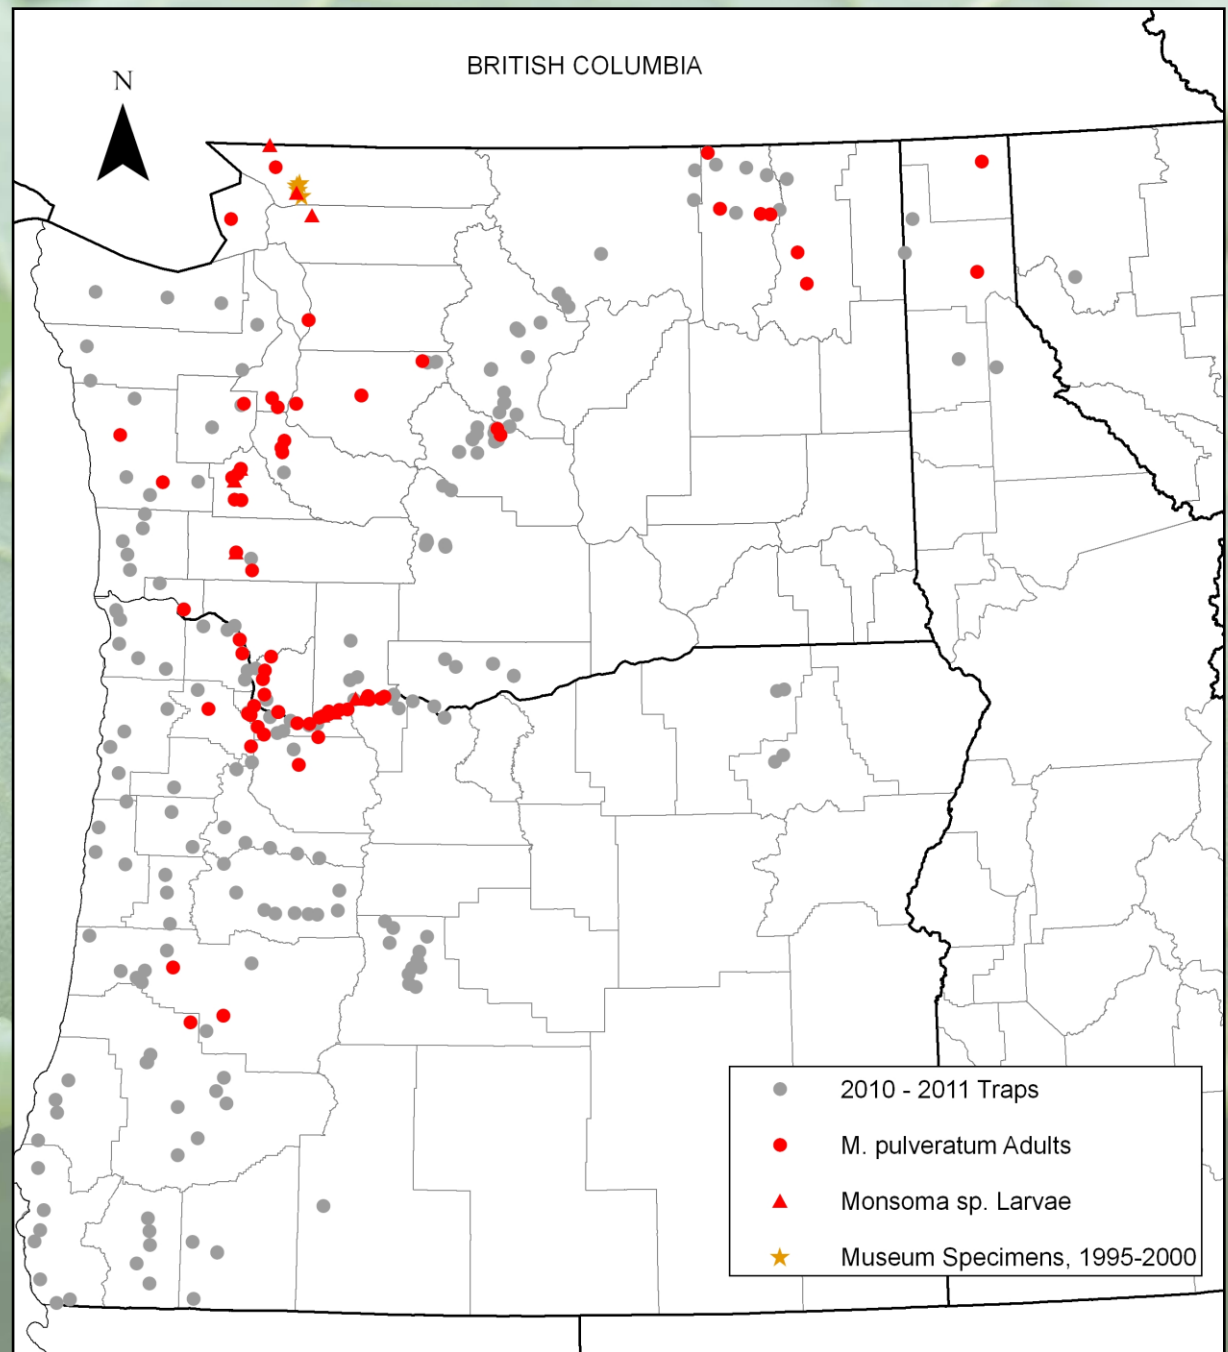 BRITISH COLUMBIA
N
2010 - 2011 Traps
M. pulveratum Adults
Monsoma sp. Larvae
Museum Specimens, 1995-2000